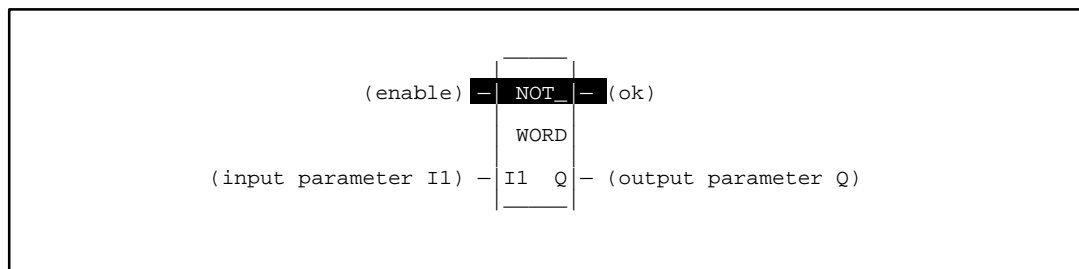 (enable) NOT_ (ok)
WORD
(input parameter I1) I1 Q (output parameter Q)